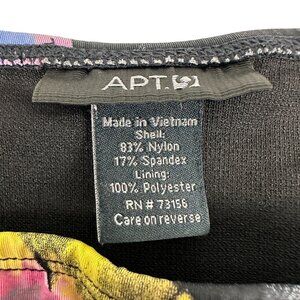 APT.9
Made in Vietnam
Shell:
83% Nylon
17% Spandex
Lining:
100% Polyester
RN # 73156
Care on reverse